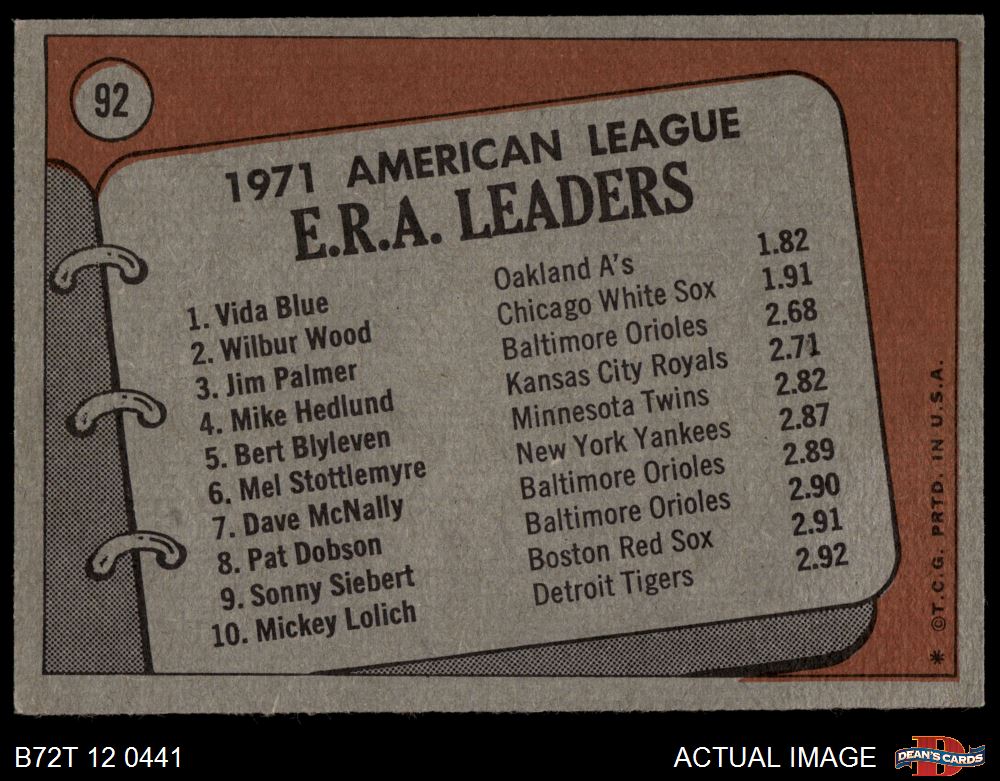 92
1971 AMERICAN LEAGUE
E.R.A. LEADERS
1. Vida Blue Oakland A's 1.82
2. Wilbur Wood Chicago White Sox 1.91
3. Jim Palmer Baltimore Orioles 2.68
4. Mike Hedlund Kansas City Royals 2.71
5. Bert Blyleven Minnesota Twins 2.82
6. Mel Stottlemyre New York Yankees 2.87
7. Dave McNally Baltimore Orioles 2.89
8. Pat Dobson Baltimore Orioles 2.90
9. Sonny Siebert Boston Red Sox 2.91
10. Mickey Lolich Detroit Tigers 2.92
* ©T.C.G. PRTD. IN U.S.A.
B72T 12 0441
ACTUAL IMAGE
D
DEAN'S CARDS